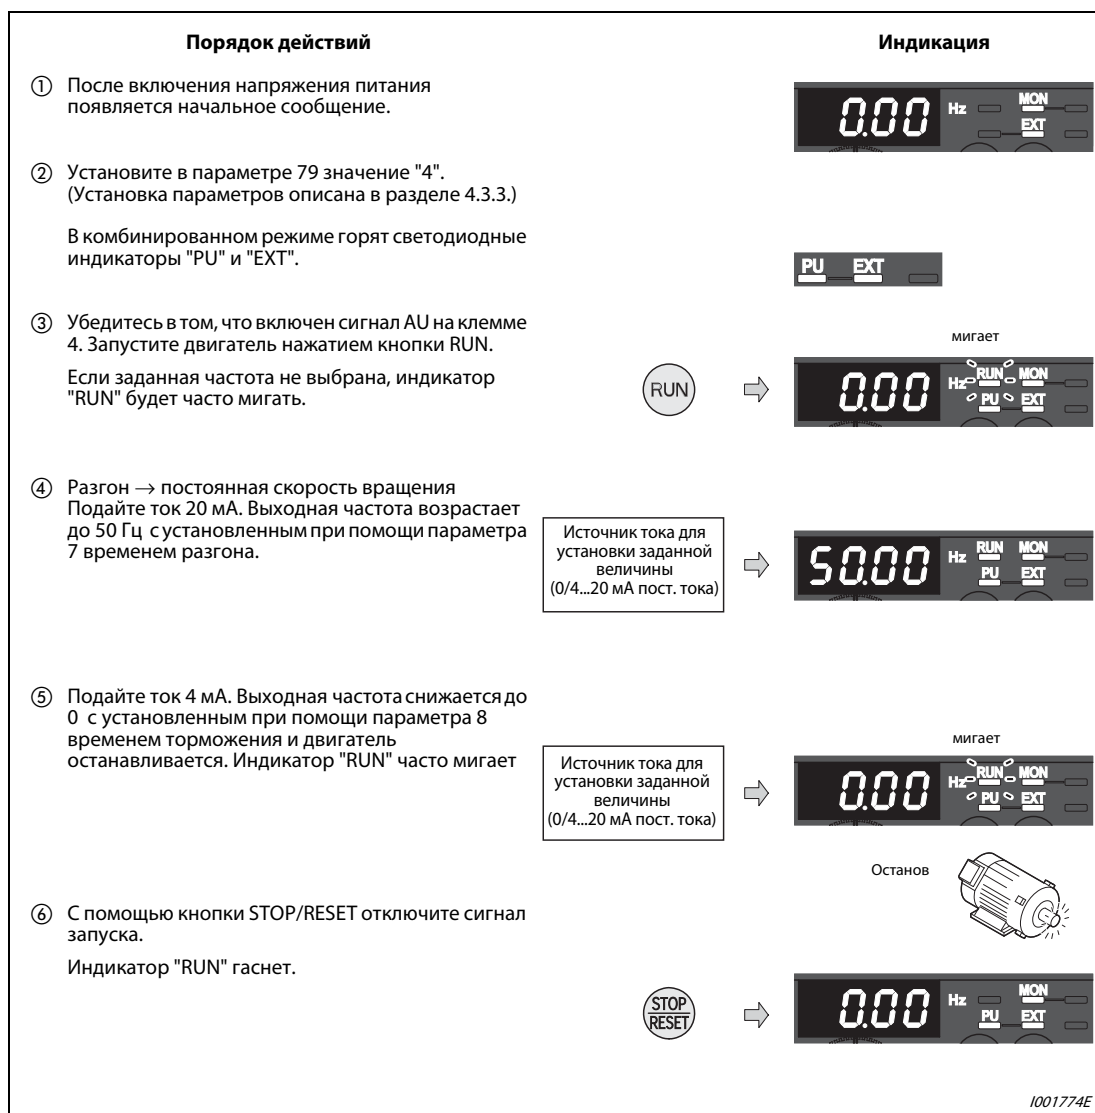 Порядок действий
Индикация
① После включения напряжения питания
появляется начальное сообщение.
0.00 Hz MON
EXT
② Установите в параметре 79 значение "4".
(Установка параметров описана в разделе 4.3.3.)
В комбинированном режиме горят светодиодные
индикаторы "PU" и "EXT".
PU EXT
③ Убедитесь в том, что включен сигнал AU на клемме
4. Запустите двигатель нажатием кнопки RUN.
Если заданная частота не выбрана, индикатор
"RUN" будет часто мигать.
RUN
мигает
0.00 Hz RUN MON
PU EXT
④ Разгон → постоянная скорость вращения
Подайте ток 20 мА. Выходная частота возрастает
до 50 Гц с установленным при помощи параметра
7 временем разгона.
Источник тока для
установки заданной
величины
(0/4...20 мА пост. тока)
50.00 Hz RUN MON
PU EXT
⑤ Подайте ток 4 мА. Выходная частота снижается до
0 с установленным при помощи параметра 8
временем торможения и двигатель
останавливается. Индикатор "RUN" часто мигает
Источник тока для
установки заданной
величины
(0/4...20 мА пост. тока)
мигает
0.00 Hz RUN MON
PU EXT
Останов
⑥ С помощью кнопки STOP/RESET отключите сигнал
запуска.
Индикатор "RUN" гаснет.
STOP
RESET
0.00 Hz MON
PU EXT
I001774E